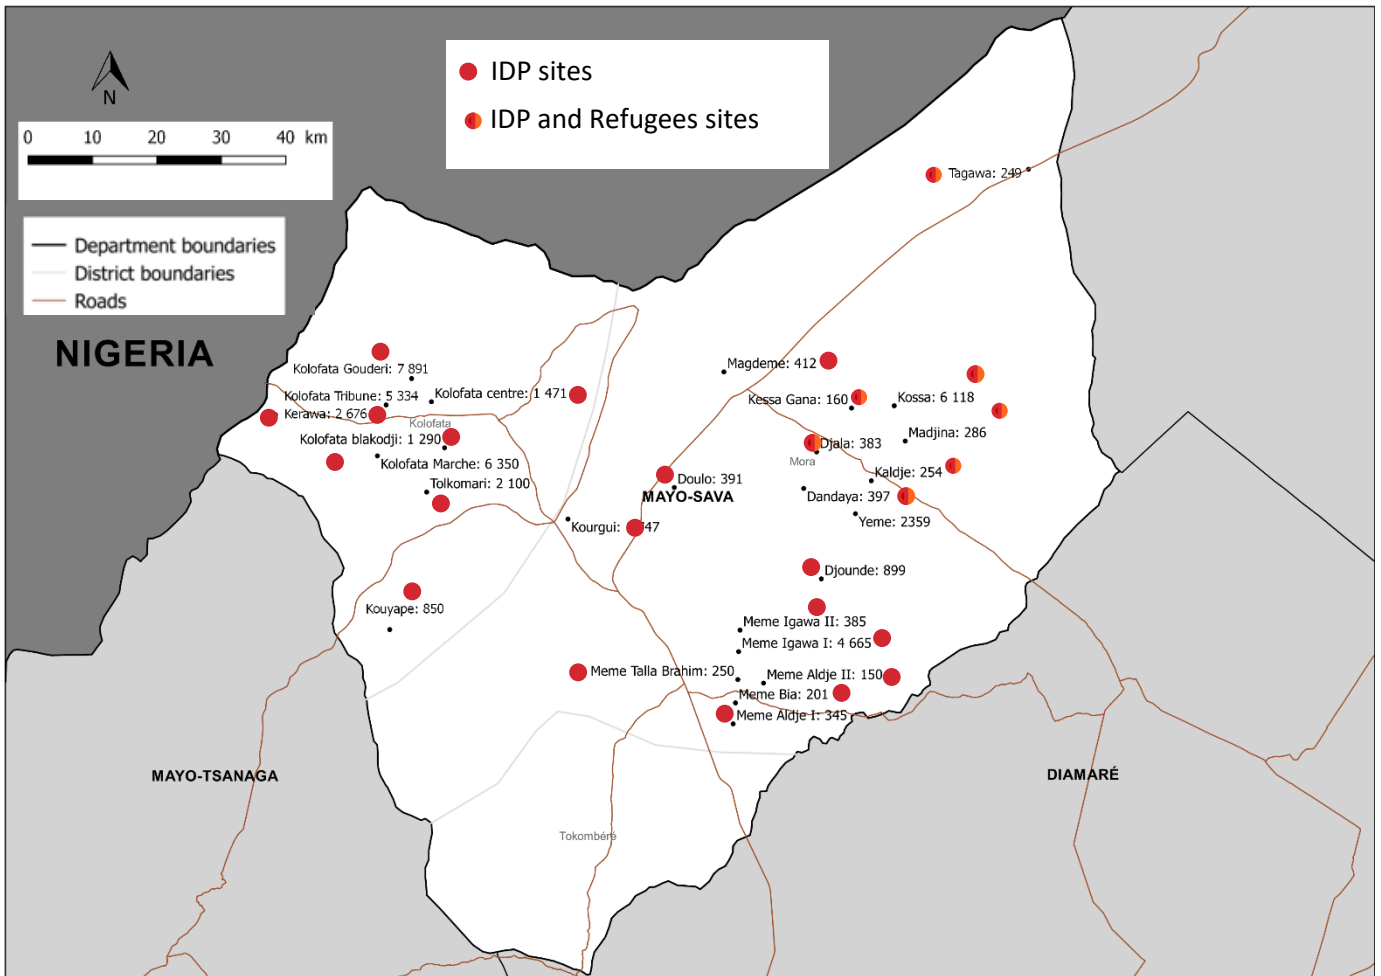 IDP sites
IDP and Refugees sites
N
0 10 20 30 40 km
Department boundaries
District boundaries
Roads
NIGERIA
Tagawa: 249
Kolofata Gouderi: 7 891
Magdeme: 412
Kolofata Tribune: 5 334
Kolofata centre: 1 471
Kessa Gana: 160
Kossa: 6 118
Kerawa: 2 676
Kolofata
Kolofata blakodji: 1 290
Madjina: 286
Djala: 383
Mora
Kolofata Marche: 6 350
Kaldje: 254
Tolkomari: 2 100
Doulo: 391
MAYO-SAVA
Dandaya: 397
Kourgui: 47
Yeme: 2359
Djounde: 899
Kouyape: 850
Meme Igawa II: 385
Meme Igawa I: 4 665
Meme Talla Brahim: 250
Meme Aldje II: 150
Meme Bia: 201
Meme Aldje I: 345
MAYO-TSANAGA
DIAMARÉ
Tokombéré